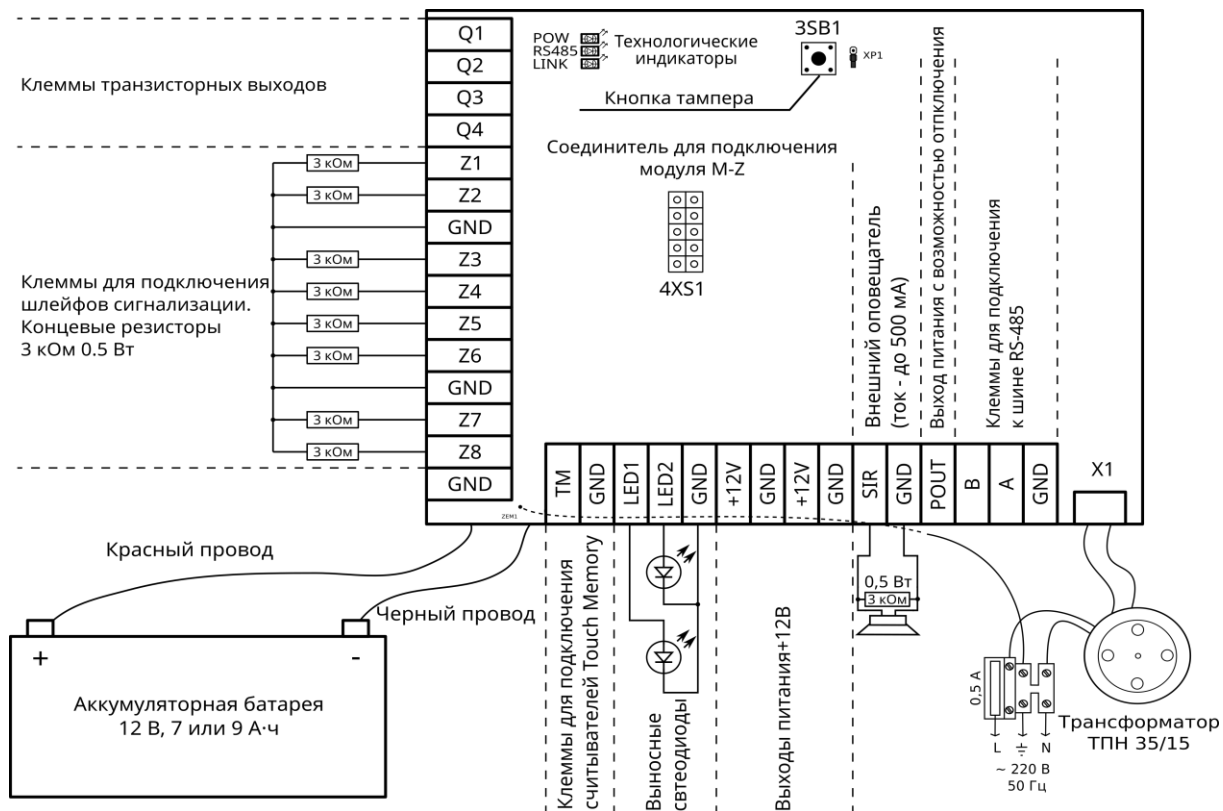 Клеммы транзисторных выходов
Q1
Q2
Q3
Q4
Z1
Z2
GND
Z3
Z4
Z5
Z6
GND
Z7
Z8
GND
3 кОм
3 кОм
3 кОм
3 кОм
3 кОм
3 кОм
3 кОм
3 кОм
Клеммы для подключения
шлейфов сигнализации.
Концевые резисторы
3 кОм 0.5 Вт
POW
RS485
LINK
Технологические
индикаторы
3SB1
XP1
Кнопка тампера
Соединитель для подключения
модуля M-Z
4XS1
Внешний оповещатель
(ток - до 500 мА)
Выход питания с возможностью отпключения
Клеммы для подключения
к шине RS-485
TM
GND
LED1
LED2
GND
+12V
GND
+12V
GND
SIR
GND
POUT
B
A
GND
X1
ZEM1
Красный провод
Черный провод
+
-
Аккумуляторная батарея
12 В, 7 или 9 А·ч
Клеммы для подключения
считывателей Touch Memory
Выносные
свтеодиоды
Выходы питания+12В
0,5 Вт
3 кОм
0,5 А
L
N
~ 220 В
50 Гц
Трансформатор
ТПН 35/15